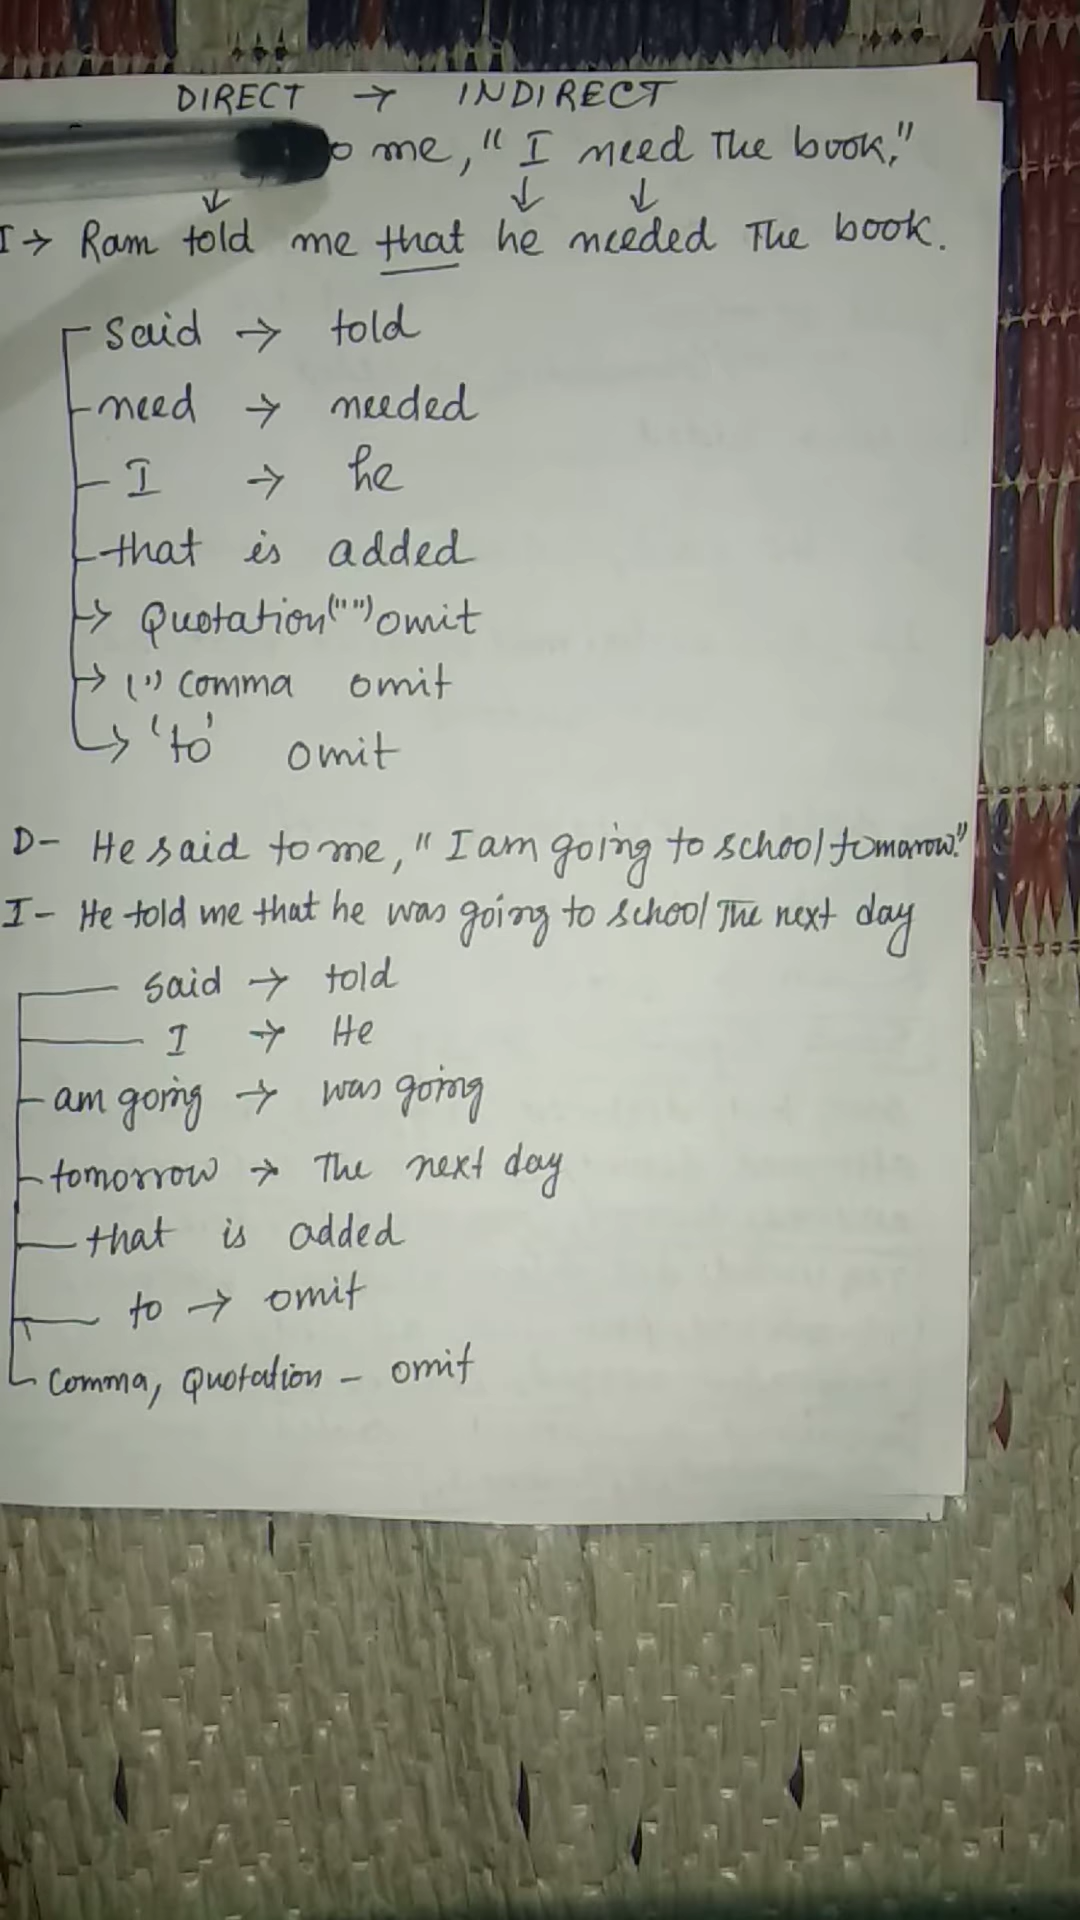 DIRECT → INDIRECT
o me, " I need The book,"
I → Ram told me that he needed The book.
said → told
need → needed
I → he
that is added
→ Quotation("") omit
→ (,) comma omit
→ 'to' omit
D- He said to me, " I am going to school tomorrow."
I- He told me that he was going to school The next day
said → told
I → He
am going → was going
tomorrow → The next day
that is added
to → omit
Comma, Quotation - omit